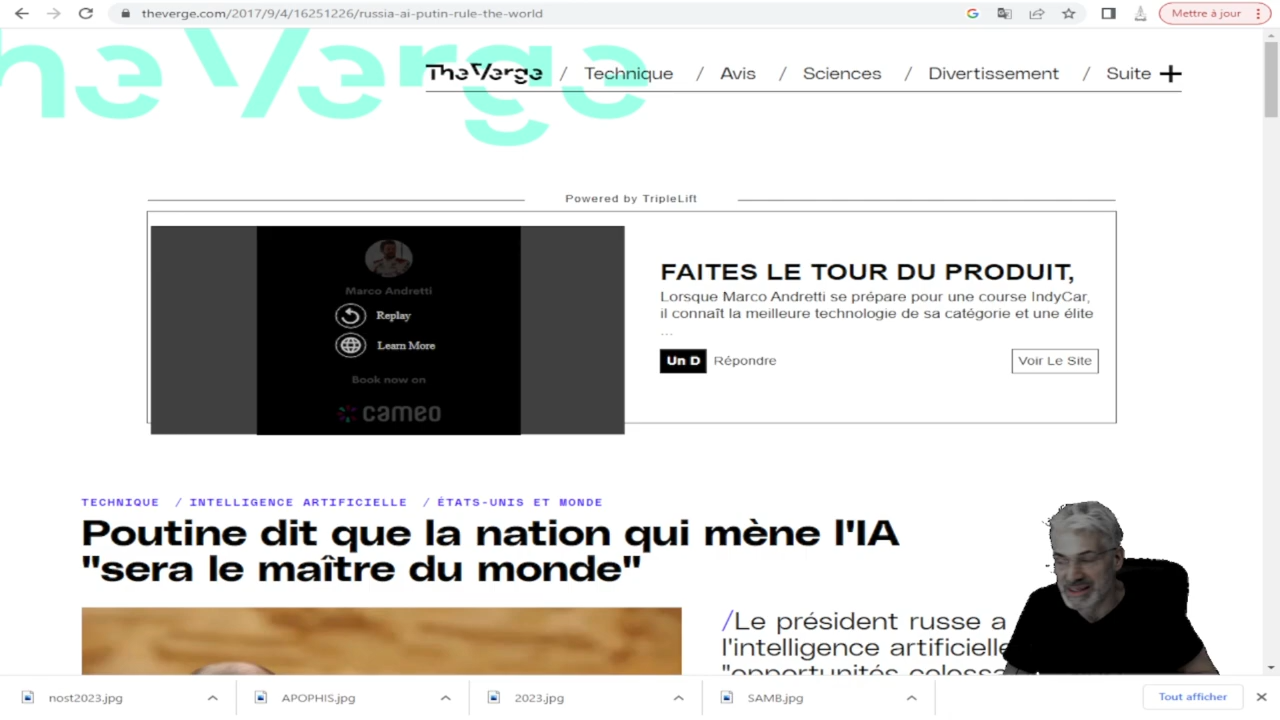 theverge.com/2017/9/4/16251226/russia-ai-putin-rule-the-world
Mettre à jour
The Verge
The Verge / Technique / Avis / Sciences / Divertissement / Suite +
Powered by TripleLift
Marco Andretti
Replay
Learn More
Book now on
cameo
FAITES LE TOUR DU PRODUIT,
Lorsque Marco Andretti se prépare pour une course IndyCar,
il connaît la meilleure technologie de sa catégorie et une élite
...
Un D Répondre
Voir Le Site
TECHNIQUE / INTELLIGENCE ARTIFICIELLE / ÉTATS-UNIS ET MONDE
Poutine dit que la nation qui mène l'IA
"sera le maître du monde"
/Le président russe a
l'intelligence artificielle
"opportunités
nost2023.jpg
APOPHIS.jpg
2023.jpg
SAMB.jpg
Tout afficher